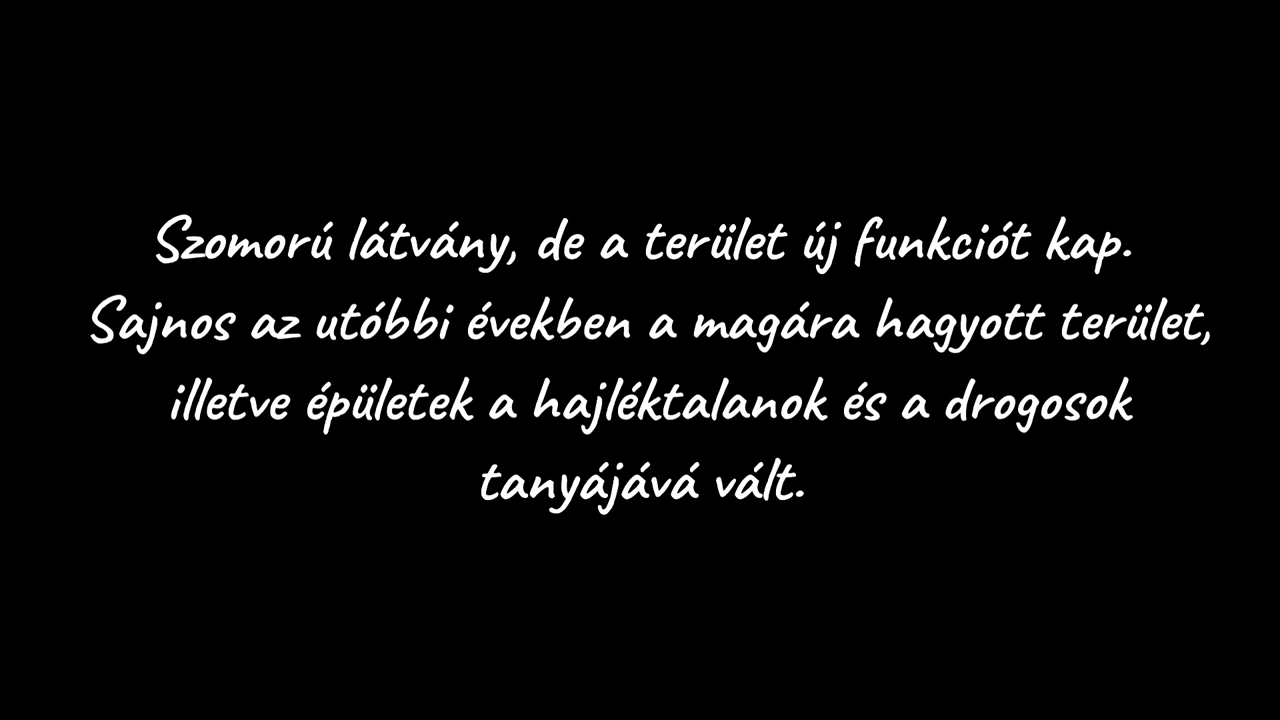 Szomorú látvány, de a terület új funkciót kap.
Sajnos az utóbbi években a magára hagyott terület,
illetve épületek a hajléktalanok és a drogosok
tanyájává vált.